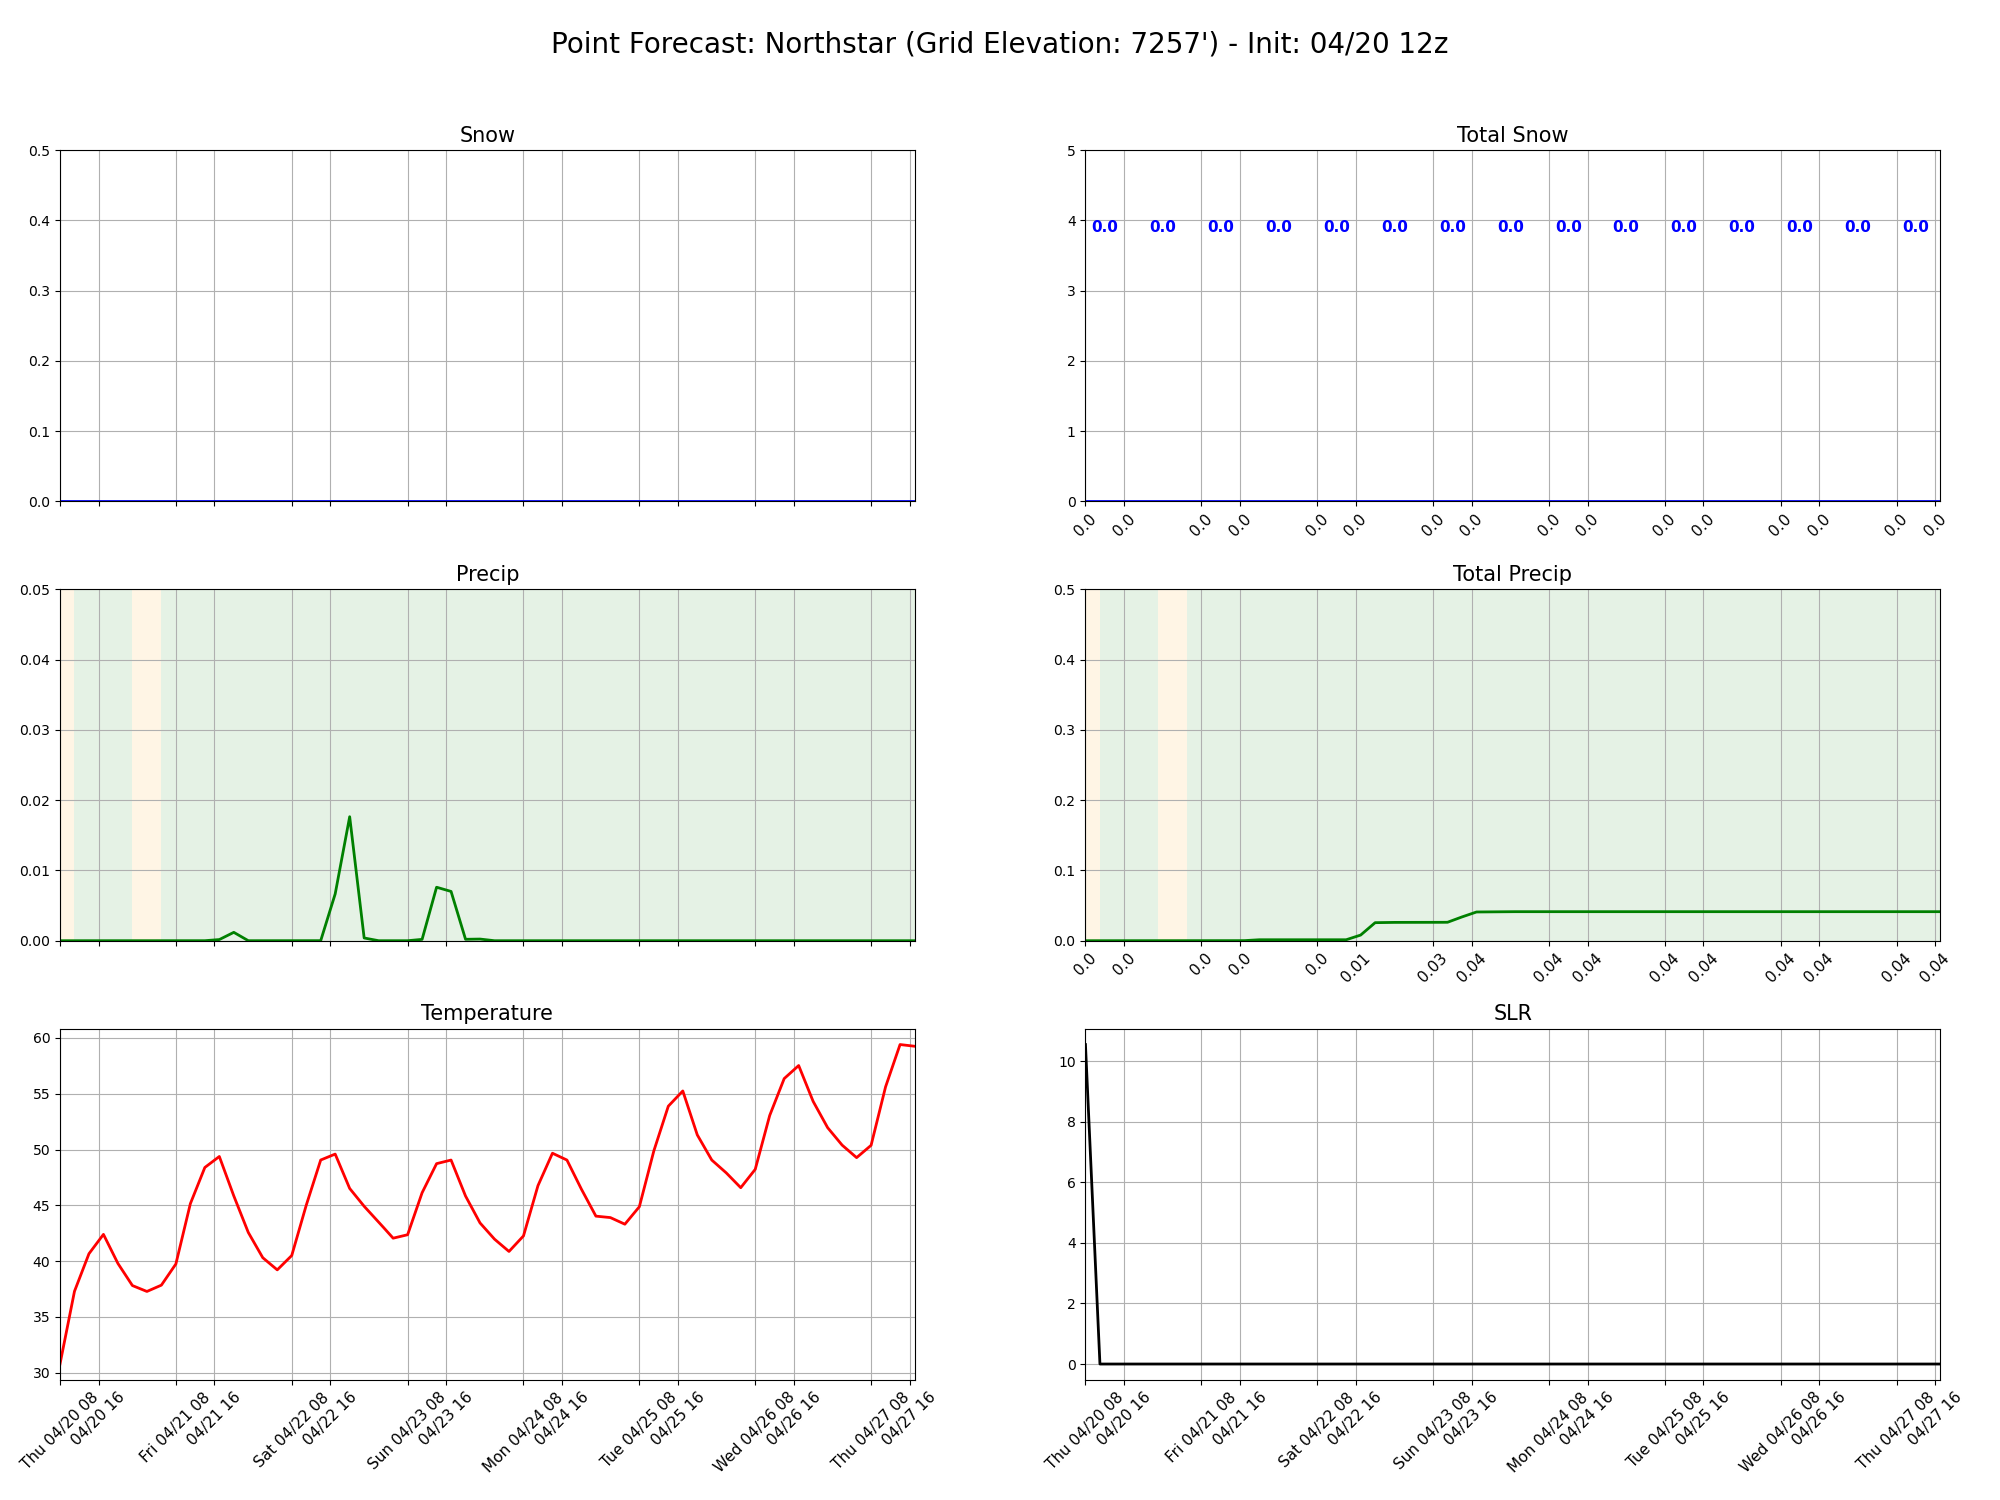 Point Forecast: Northstar (Grid Elevation: 7257') - Init: 04/20 12z
Snow
0.5
0.4
0.3
0.2
0.1
0.0
Total Snow
5
4
3
2
1
0
0.0 0.0 0.0 0.0 0.0 0.0 0.0 0.0 0.0 0.0 0.0 0.0 0.0 0.0 0.0
0.0 0.0 0.0 0.0 0.0 0.0 0.0 0.0 0.0 0.0 0.0 0.0 0.0 0.0 0.0 0.0
Precip
0.05
0.04
0.03
0.02
0.01
0.00
Total Precip
0.5
0.4
0.3
0.2
0.1
0.0
0.0 0.0 0.0 0.0 0.0 0.01 0.03 0.04 0.04 0.04 0.04 0.04 0.04 0.04 0.04 0.04
Temperature
60
55
50
45
40
35
30
Thu 04/20 08
04/20 16
Fri 04/21 08
04/21 16
Sat 04/22 08
04/22 16
Sun 04/23 08
04/23 16
Mon 04/24 08
04/24 16
Tue 04/25 08
04/25 16
Wed 04/26 08
04/26 16
Thu 04/27 08
04/27 16
SLR
10
8
6
4
2
0
Thu 04/20 08
04/20 16
Fri 04/21 08
04/21 16
Sat 04/22 08
04/22 16
Sun 04/23 08
04/23 16
Mon 04/24 08
04/24 16
Tue 04/25 08
04/25 16
Wed 04/26 08
04/26 16
Thu 04/27 08
04/27 16